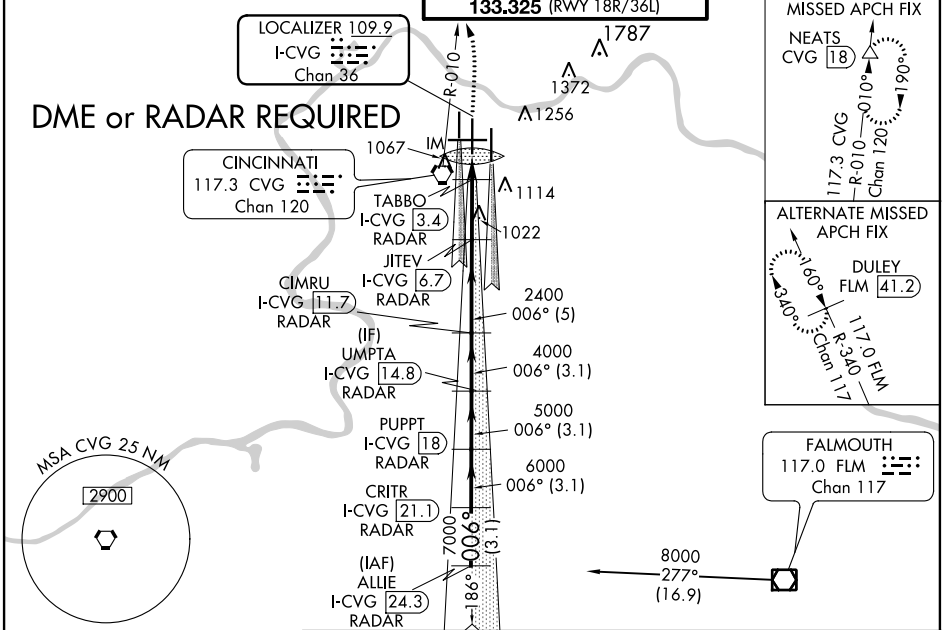 133.325 (RWY 18R/36L)
LOCALIZER 109.9
I-CVG
Chan 36
R-010
1787
1372
1256
MISSED APCH FIX
NEATS
CVG 18
010°
190°
117.3 CVG
R-010
Chan 120
DME or RADAR REQUIRED
1067
IM
CINCINNATI
117.3 CVG
Chan 120
1114
TABBO
I-CVG 3.4
RADAR
1022
JITEV
I-CVG 6.7
RADAR
ALTERNATE MISSED
APCH FIX
DULEY
FLM 41.2
160°
340°
117.0 FLM
R-340
Chan 117
CIMRU
I-CVG 11.7
RADAR
2400
006° (5)
(IF)
UMPTA
I-CVG 14.8
RADAR
4000
006° (3.1)
PUPPT
I-CVG 18
RADAR
5000
006° (3.1)
CRITR
I-CVG 21.1
RADAR
6000
006° (3.1)
MSA CVG 25 NM
2900
FALMOUTH
117.0 FLM
Chan 117
7000
006°
(3.1)
(IAF)
ALLIE
I-CVG 24.3
RADAR
186°
8000
277°
(16.9)